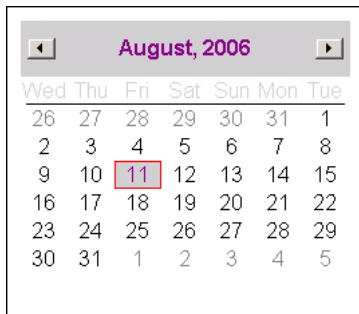 August, 2006
Wed Thu Fri Sat Sun Mon Tue
26 27 28 29 30 31 1
2 3 4 5 6 7 8
9 10 11 12 13 14 15
16 17 18 19 20 21 22
23 24 25 26 27 28 29
30 31 1 2 3 4 5